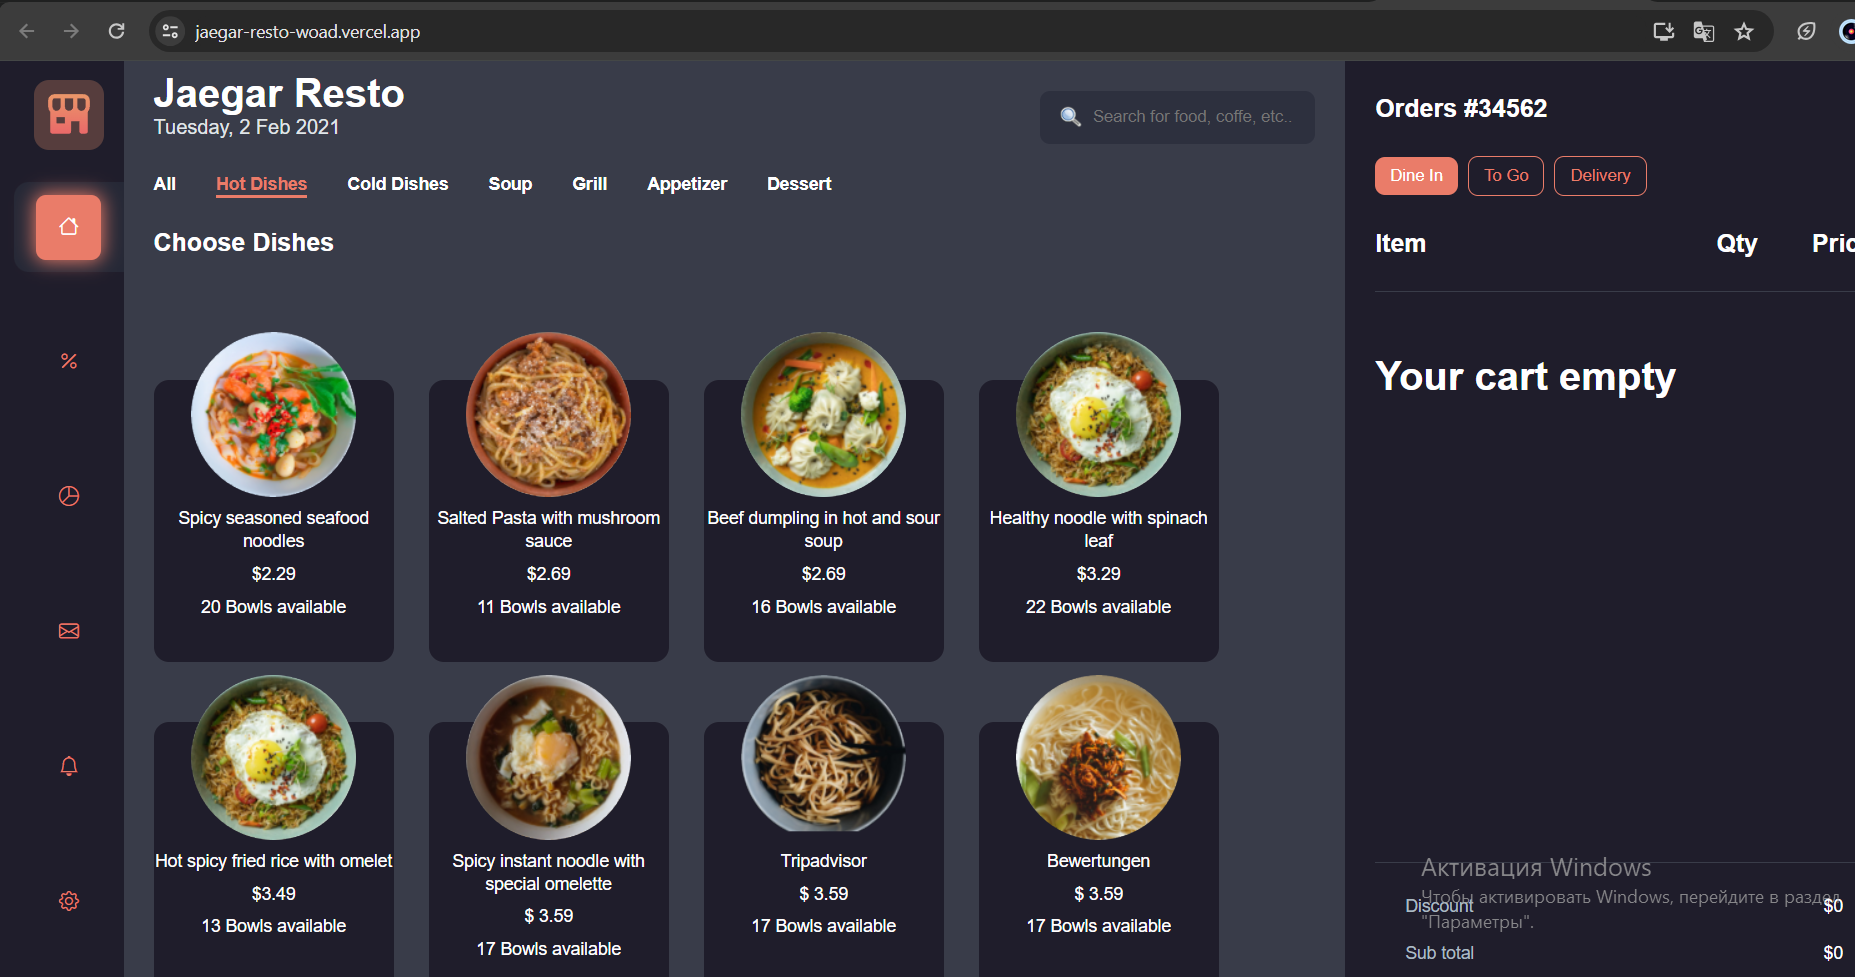 jaegar-resto-woad.vercel.app
Jaegar Resto
Tuesday, 2 Feb 2021
Search for food, coffe, etc..
All Hot Dishes Cold Dishes Soup Grill Appetizer Dessert
Choose Dishes
Spicy seasoned seafood
noodles
$2.29
20 Bowls available
Salted Pasta with mushroom
sauce
$2.69
11 Bowls available
Beef dumpling in hot and sour
soup
$2.69
16 Bowls available
Healthy noodle with spinach
leaf
$3.29
22 Bowls available
Hot spicy fried rice with omelet
$3.49
13 Bowls available
Spicy instant noodle with
special omelette
$ 3.59
17 Bowls available
Tripadvisor
$ 3.59
17 Bowls available
Bewertungen
$ 3.59
17 Bowls available
Orders #34562
Dine In To Go Delivery
Item Qty Pric
Your cart empty
Активация Windows
Чтобы активировать Windows, перейдите в раздел
"Параметры".
Discount $0
Sub total $0